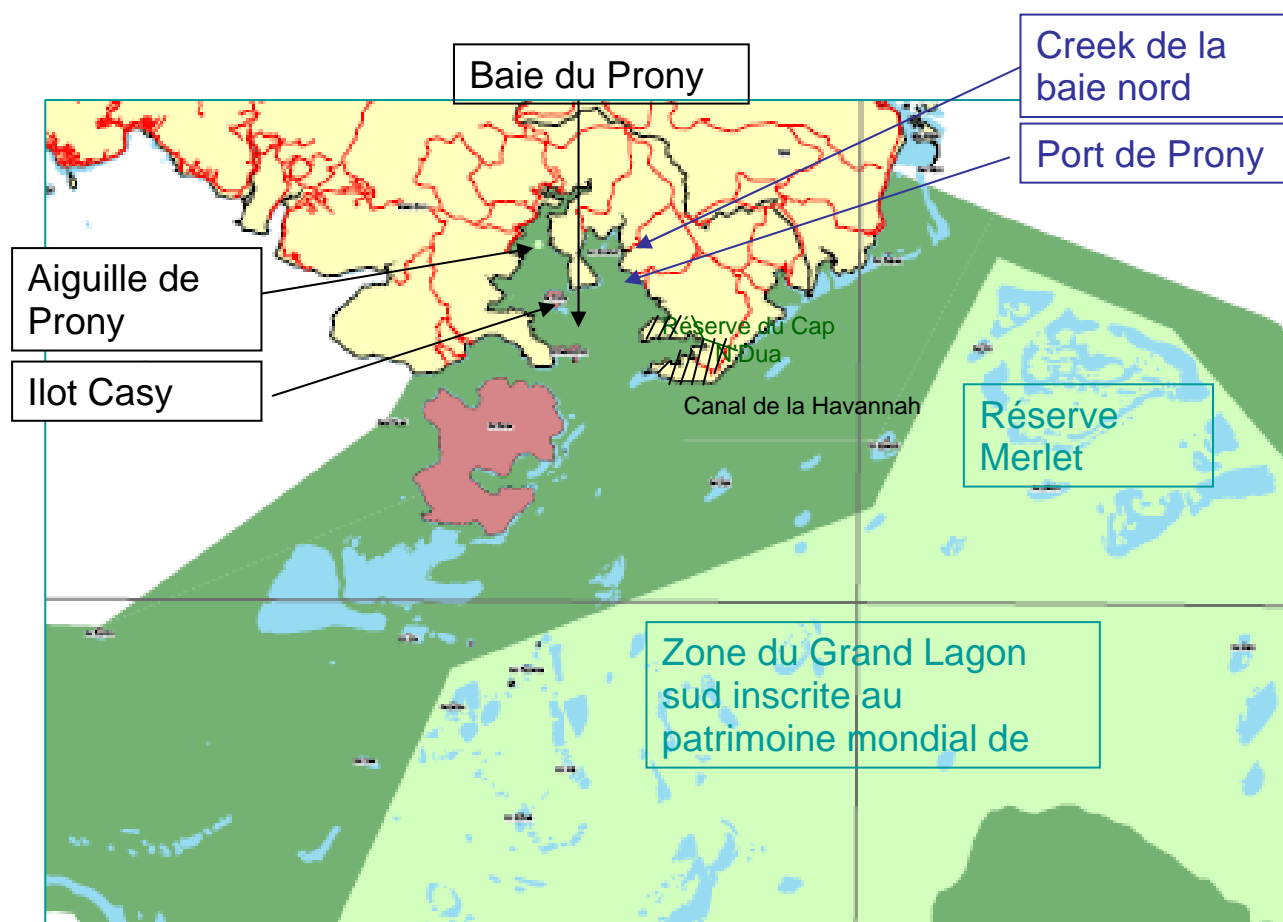 Baie du Prony
Creek de la
baie nord
Port de Prony
Aiguille de
Prony
Ilot Casy
Réserve du Cap
N'Dua
Canal de la Havannah
Réserve
Merlet
Zone du Grand Lagon
sud inscrite au
patrimoine mondial de